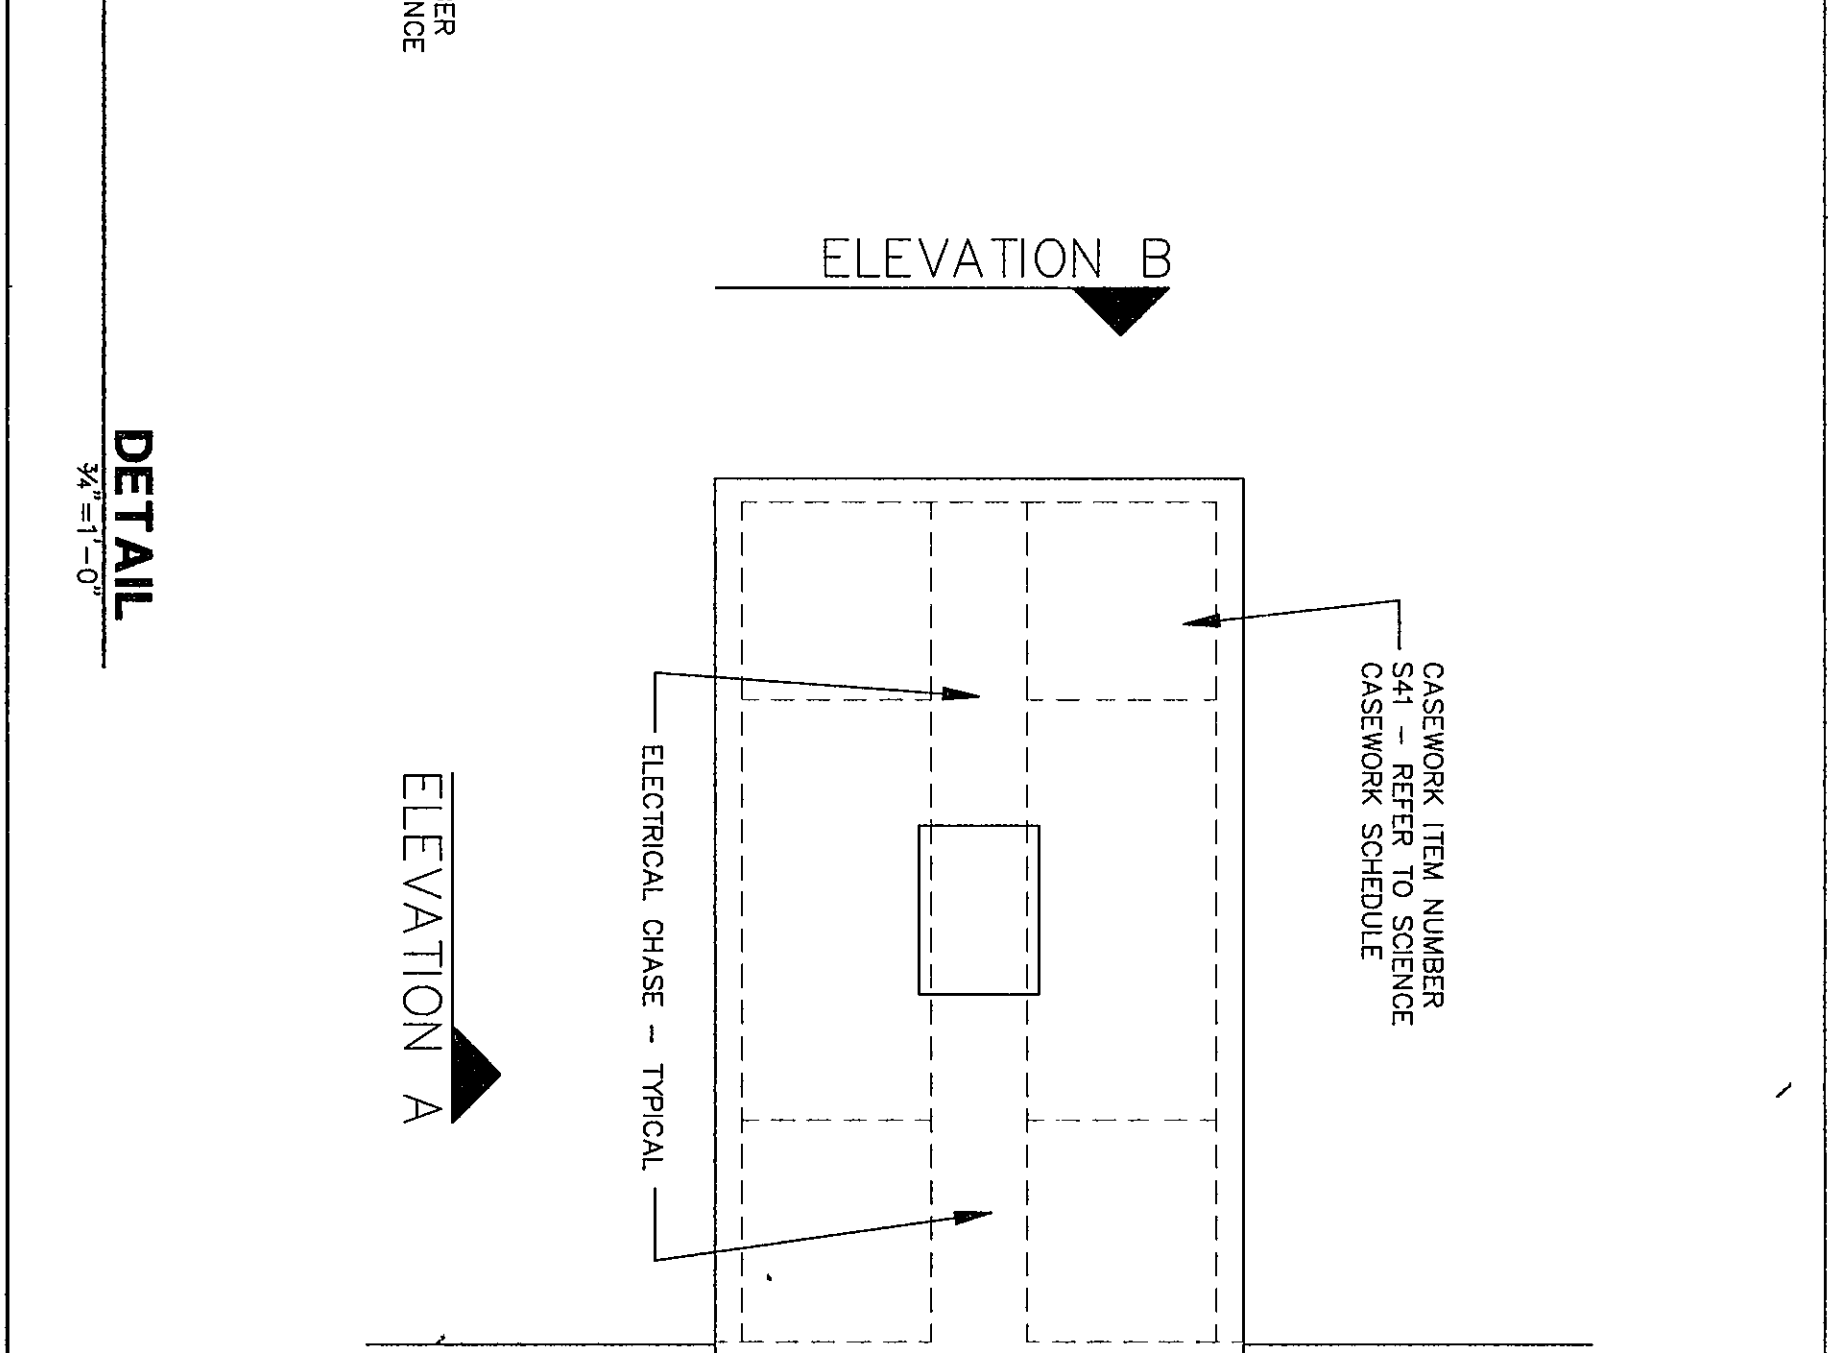 ELEVATION B
CASEWORK ITEM NUMBER
S41 - REFER TO SCIENCE
CASEWORK SCHEDULE
ELECTRICAL CHASE - TYPICAL
ELEVATION A
ER
NCE
DETAIL
3/4"=1'-0"